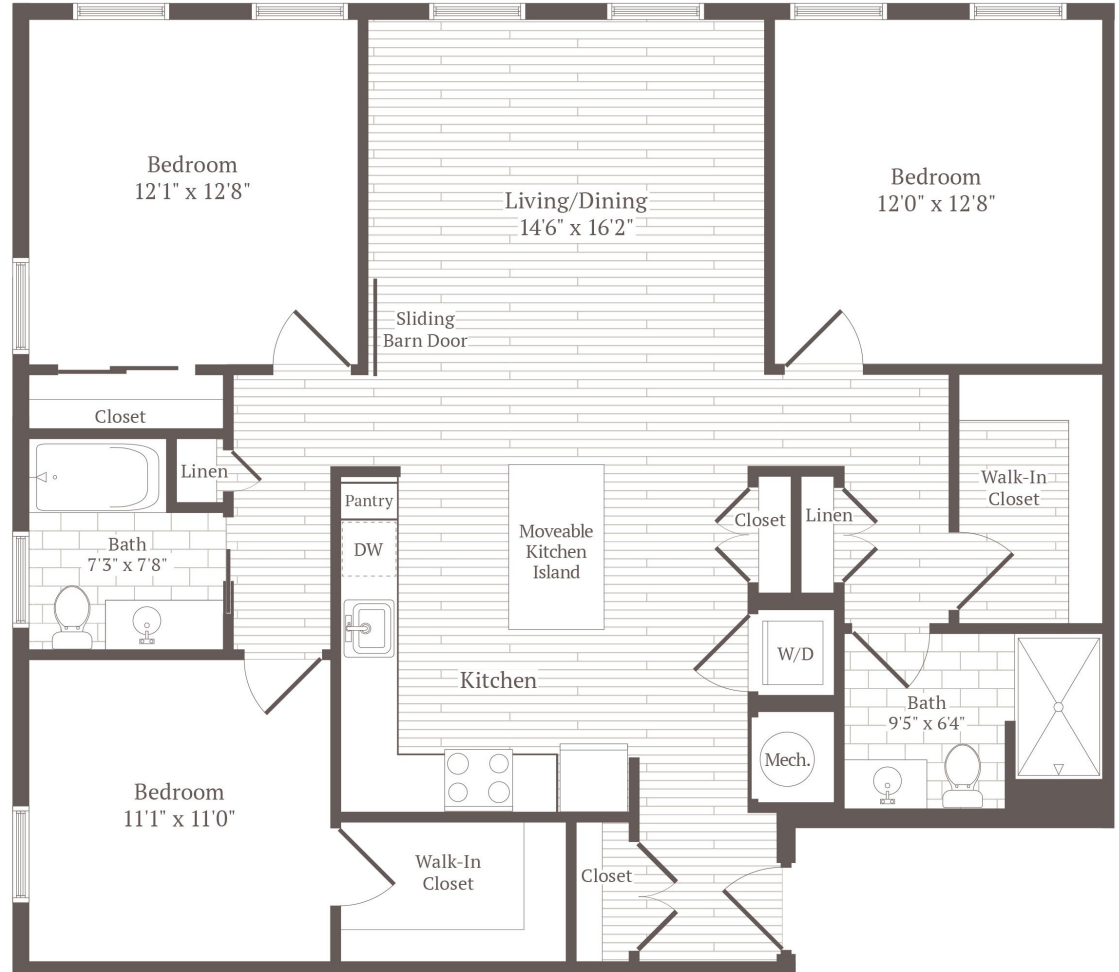 Bedroom
12'1" x 12'8"
Living/Dining
14'6" x 16'2"
Bedroom
12'0" x 12'8"
Sliding
Barn Door
Closet
Linen
Pantry
DW
Moveable
Kitchen
Island
Closet
Linen
Walk-In
Closet
Bath
7'3" x 7'8"
Kitchen
W/D
Bath
9'5" x 6'4"
Mech.
Bedroom
11'1" x 11'0"
Walk-In
Closet
Closet